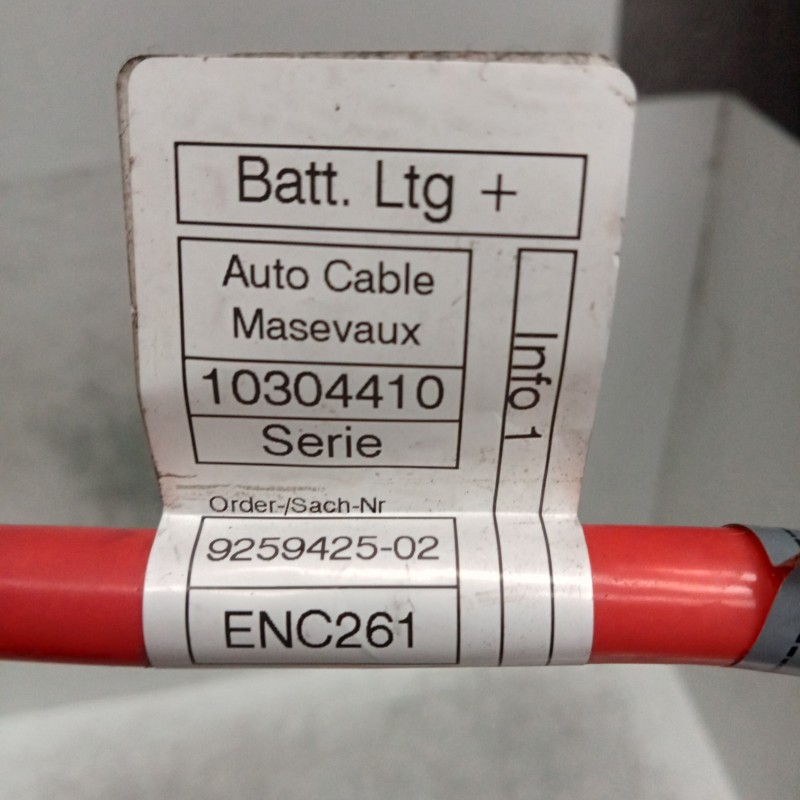 Batt. Ltg +
Auto Cable
Masevaux
10304410
Serie
Info 1
Order-/Sach-Nr
9259425-02
ENC261